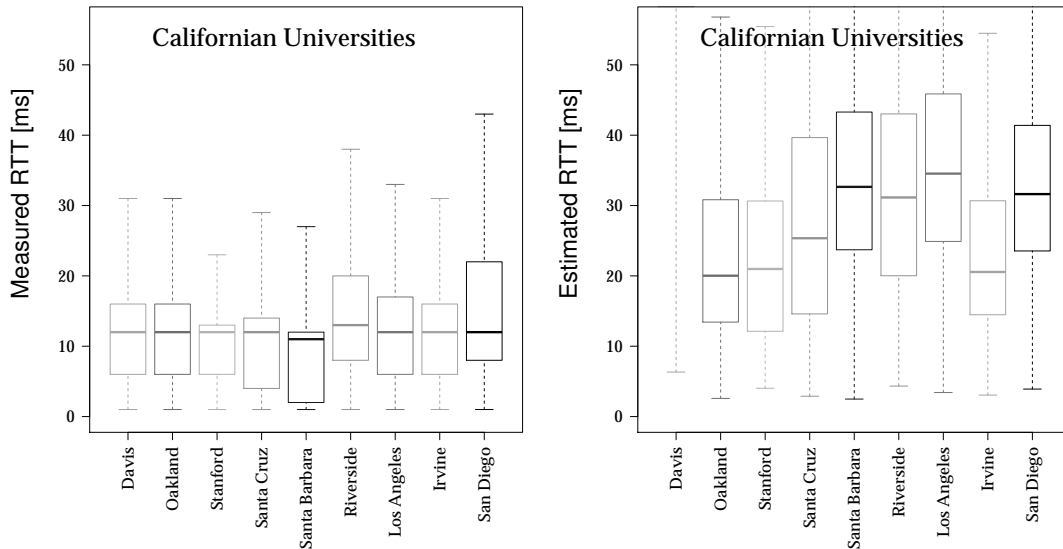 Californian Universities
Measured RTT [ms]
50
40
30
20
10
0
Davis
Oakland
Stanford
Santa Cruz
Santa Barbara
Riverside
Los Angeles
Irvine
San Diego
Californian Universities
Estimated RTT [ms]
50
40
30
20
10
0
Davis
Oakland
Stanford
Santa Cruz
Santa Barbara
Riverside
Los Angeles
Irvine
San Diego